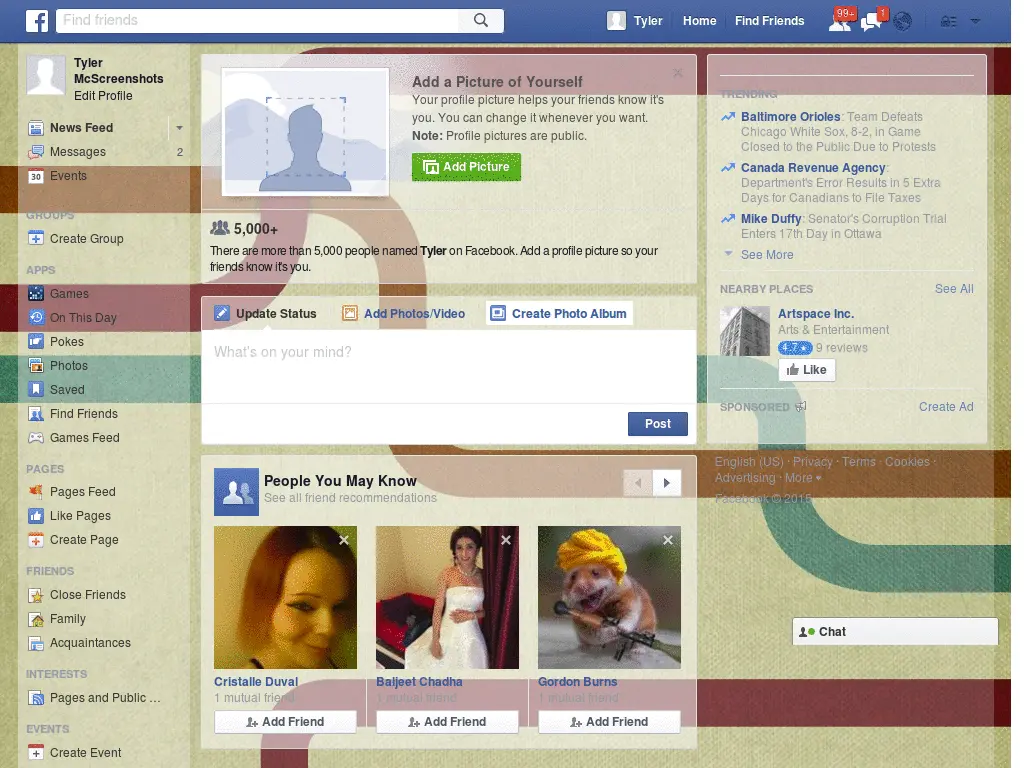 f
Find friends
Tyler
Home
Find Friends
99+
1
Tyler
McScreenshots
Edit Profile
News Feed
Messages 2
30 Events
GROUPS
Create Group
APPS
Games
On This Day
Pokes
Photos
Saved
Find Friends
Games Feed
PAGES
Pages Feed
Like Pages
Create Page
FRIENDS
Close Friends
Family
Acquaintances
INTERESTS
Pages and Public ...
EVENTS
Create Event
Add a Picture of Yourself
Your profile picture helps your friends know it's
you. You can change it whenever you want.
Note: Profile pictures are public.
Add Picture
5,000+
There are more than 5,000 people named Tyler on Facebook. Add a profile picture so your
friends know it's you.
Update Status
Add Photos/Video
Create Photo Album
What's on your mind?
Post
People You May Know
See all friend recommendations
Cristalle Duval
1 mutual friend
Add Friend
Baljeet Chadha
1 mutual friend
Add Friend
Gordon Burns
1 mutual friend
Add Friend
TRENDING
Baltimore Orioles: Team Defeats
Chicago White Sox, 8-2, in Game
Closed to the Public Due to Protests
Canada Revenue Agency:
Department's Error Results in 5 Extra
Days for Canadians to File Taxes
Mike Duffy: Senator's Corruption Trial
Enters 17th Day in Ottawa
See More
NEARBY PLACES See All
Artspace Inc.
Arts & Entertainment
4.7★ 9 reviews
Like
SPONSORED Create Ad
English (US) · Privacy · Terms · Cookies ·
Advertising · More
Facebook © 2015
Chat